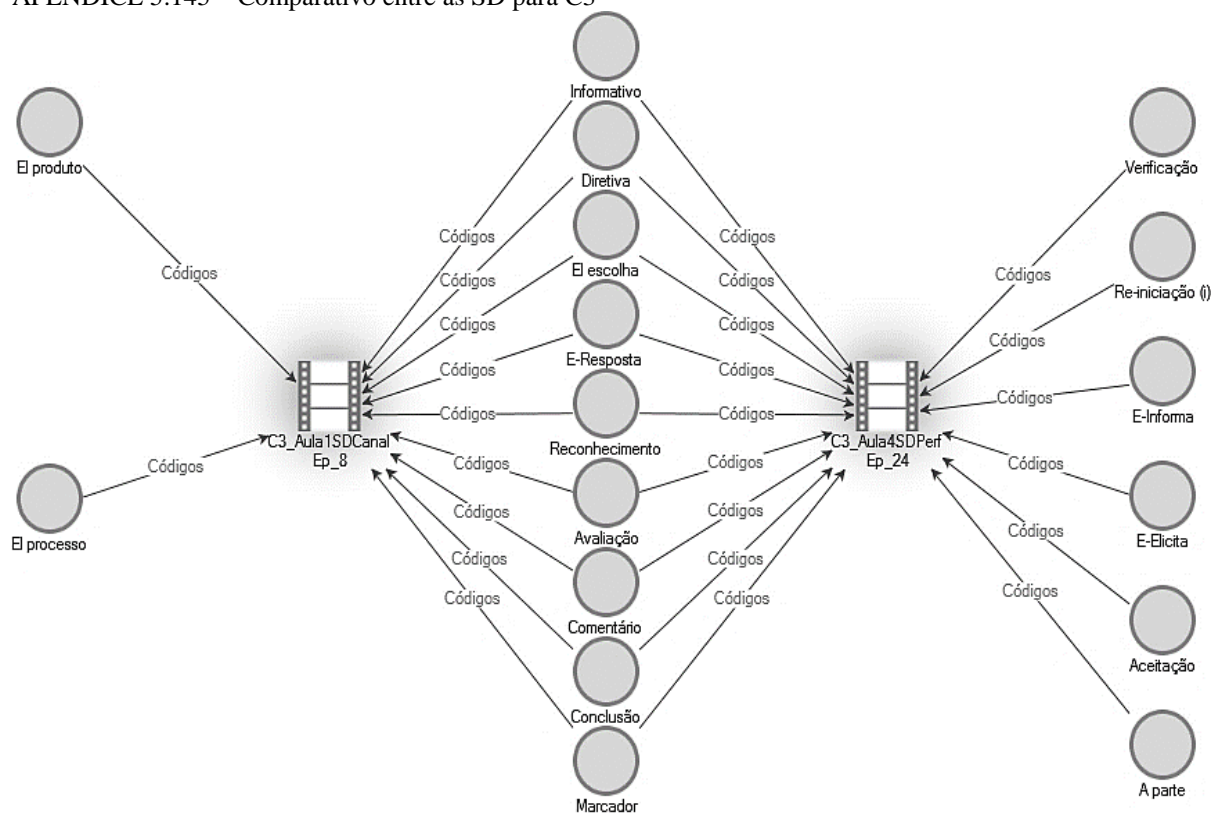 APÊNDICE 5.143 – Comparativo entre as SD para C3
Informativo
El produto
Diretiva
Verificação
Códigos
Códigos
El escolha
Códigos
Códigos
Códigos
Códigos
Re-iniciação (i)
Códigos
Códigos
Códigos
E-Resposta
Códigos
Códigos
Códigos
E-Informa
Códigos
Códigos
C3_Aula1SDCanal
Ep_8
Reconhecimento
C3_Aula4SDPerf
Ep_24
Códigos
Códigos
Códigos
Códigos
El processo
Códigos
Códigos
Avaliação
E-Elicita
Códigos
Códigos
Códigos
Códigos
Códigos
Códigos
Comentário
Aceitação
Conclusão
Marcador
A parte